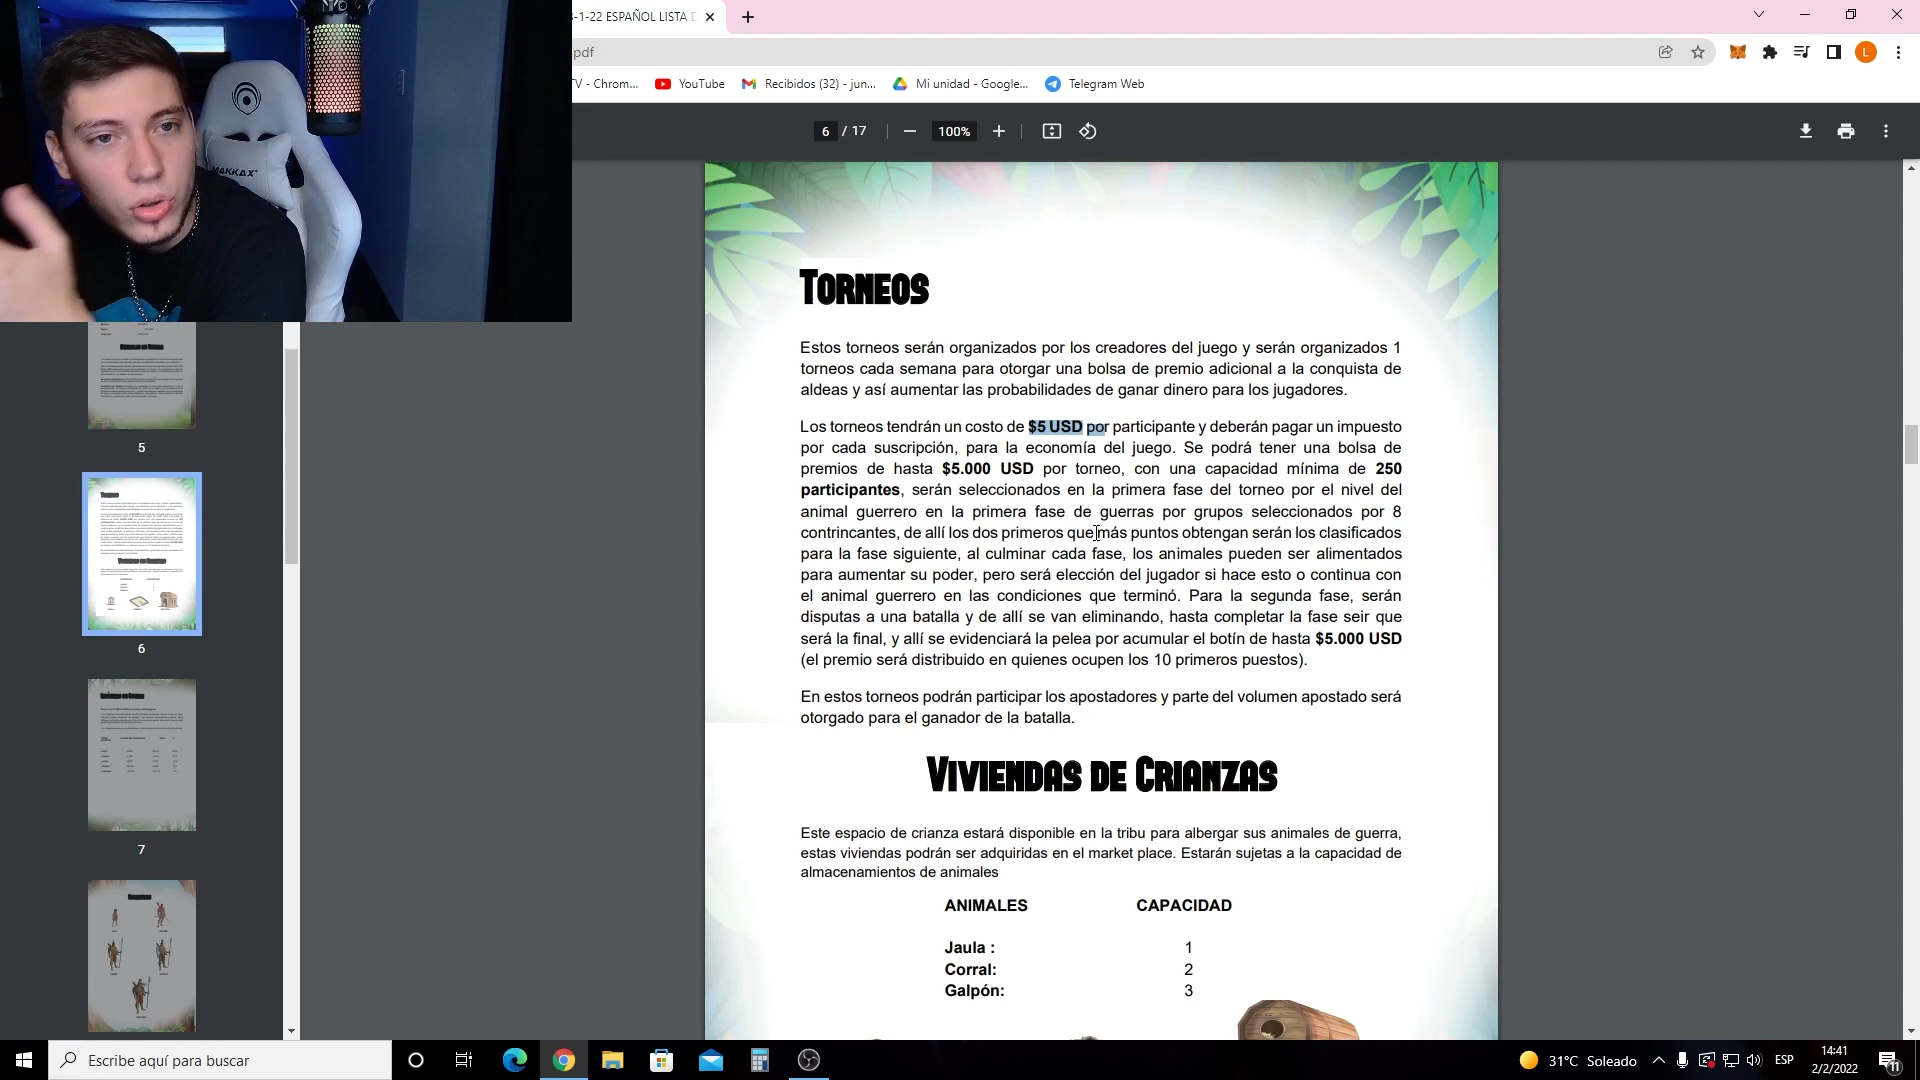 3-1-22 ESPAÑOL LISTA D
pdf
L
TV - Chrom...
YouTube
Recibidos (32) - jun...
Mi unidad - Google...
Telegram Web
MAKKAX
6 / 17
100%
TORNEOS
Estos torneos serán organizados por los creadores del juego y serán organizados 1
torneos cada semana para otorgar una bolsa de premio adicional a la conquista de
aldeas y así aumentar las probabilidades de ganar dinero para los jugadores.
Los torneos tendrán un costo de $5 USD por participante y deberán pagar un impuesto
por cada suscripción, para la economía del juego. Se podrá tener una bolsa de
premios de hasta $5.000 USD por torneo, con una capacidad mínima de 250
participantes, serán seleccionados en la primera fase del torneo por el nivel del
animal guerrero en la primera fase de guerras por grupos seleccionados por 8
contrincantes, de allí los dos primeros que más puntos obtengan serán los clasificados
para la fase siguiente, al culminar cada fase, los animales pueden ser alimentados
para aumentar su poder, pero será elección del jugador si hace esto o continua con
el animal guerrero en las condiciones que terminó. Para la segunda fase, serán
disputas a una batalla y de allí se van eliminando, hasta completar la fase seir que
será la final, y allí se evidenciará la pelea por acumular el botín de hasta $5.000 USD
(el premio será distribuido en quienes ocupen los 10 primeros puestos).
En estos torneos podrán participar los apostadores y parte del volumen apostado será
otorgado para el ganador de la batalla.
VIVIENDAS DE CRIANZAS
Este espacio de crianza estará disponible en la tribu para albergar sus animales de guerra,
estas viviendas podrán ser adquiridas en el market place. Estarán sujetas a la capacidad de
almacenamientos de animales
ANIMALES CAPACIDAD
Jaula : 1
Corral: 2
Galpón: 3
5
6
7
Escribe aquí para buscar
31°C Soleado
ESP
14:41
2/2/2022
11